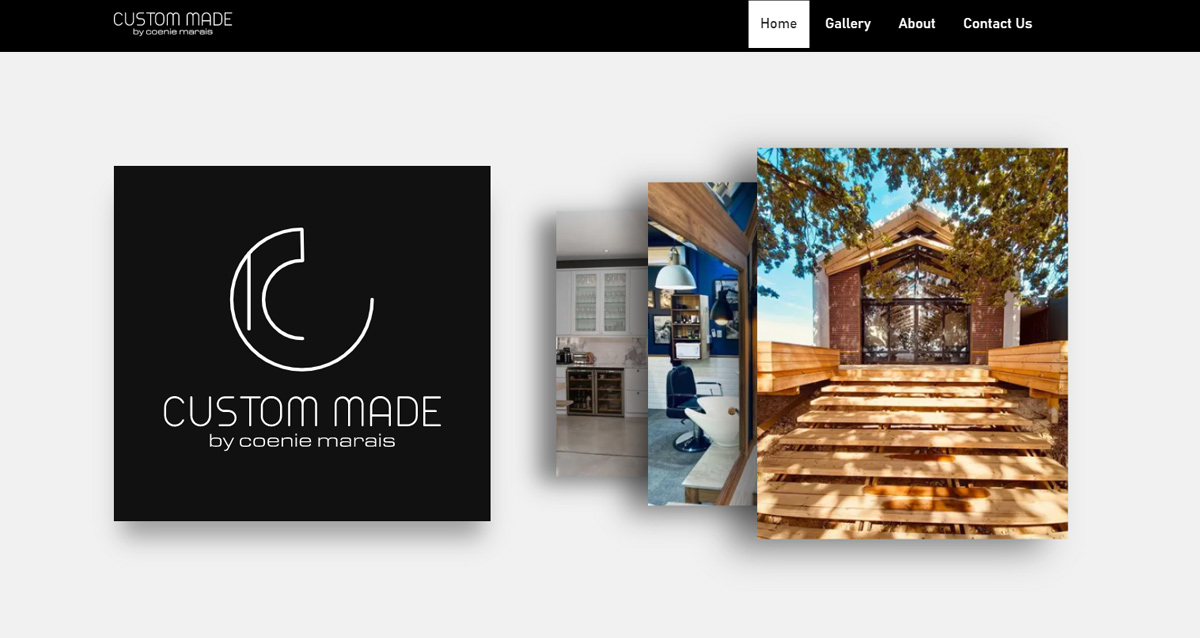 CUSTOM MADE
by coenie marais
Home Gallery About Contact Us
CUSTOM MADE
by coenie marais